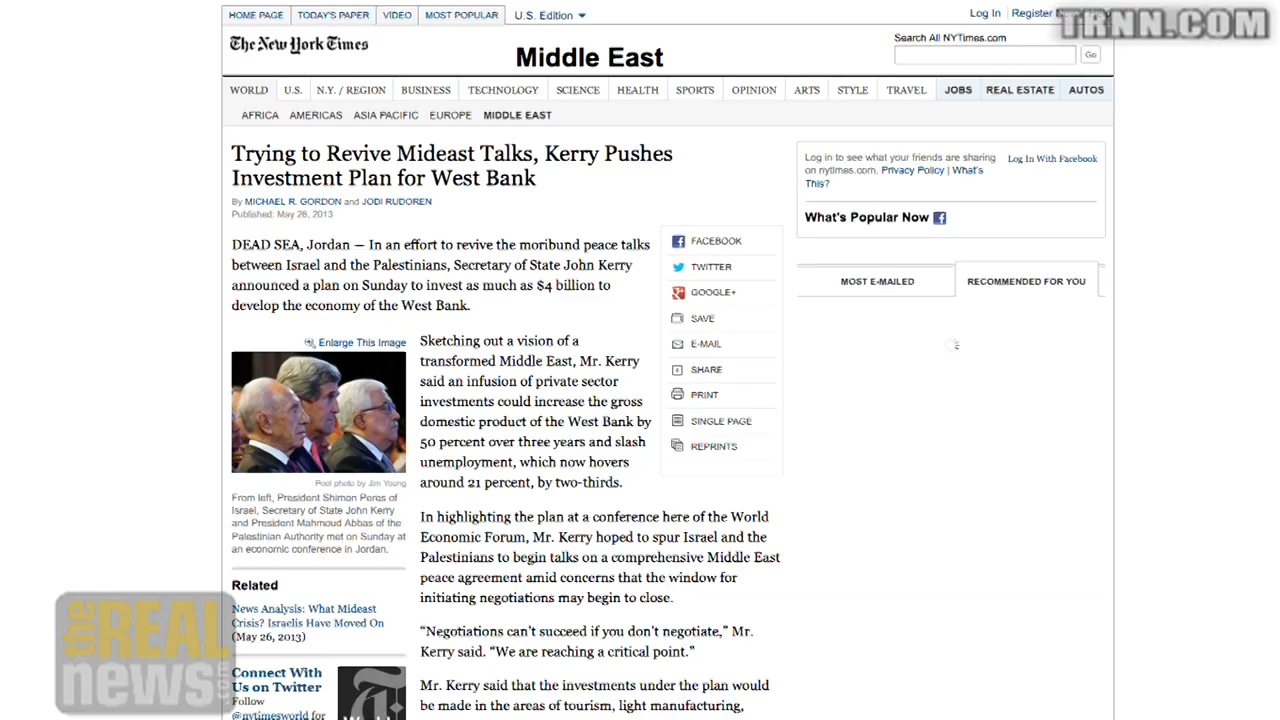 HOME PAGE TODAY'S PAPER VIDEO MOST POPULAR U.S. Edition
Log In Register
TRNN.COM
The New York Times
Middle East
Search All NYTimes.com
Go
WORLD U.S. N.Y. / REGION BUSINESS TECHNOLOGY SCIENCE HEALTH SPORTS OPINION ARTS STYLE TRAVEL JOBS REAL ESTATE AUTOS
AFRICA AMERICAS ASIA PACIFIC EUROPE MIDDLE EAST
Trying to Revive Mideast Talks, Kerry Pushes
Investment Plan for West Bank
By MICHAEL R. GORDON and JODI RUDOREN
Published: May 26, 2013
DEAD SEA, Jordan — In an effort to revive the moribund peace talks
between Israel and the Palestinians, Secretary of State John Kerry
announced a plan on Sunday to invest as much as $4 billion to
develop the economy of the West Bank.
Enlarge This Image
Pool photo by Jim Young
From left, President Shimon Peres of
Israel, Secretary of State John Kerry
and President Mahmoud Abbas of the
Palestinian Authority met on Sunday at
an economic conference in Jordan.
Related
News Analysis: What Mideast
Crisis? Israelis Have Moved On
(May 26, 2013)
Connect With
Us on Twitter
Follow
@nytimesworld for
World
Sketching out a vision of a
transformed Middle East, Mr. Kerry
said an infusion of private sector
investments could increase the gross
domestic product of the West Bank by
50 percent over three years and slash
unemployment, which now hovers
around 21 percent, by two-thirds.
In highlighting the plan at a conference here of the World
Economic Forum, Mr. Kerry hoped to spur Israel and the
Palestinians to begin talks on a comprehensive Middle East
peace agreement amid concerns that the window for
initiating negotiations may begin to close.
“Negotiations can't succeed if you don't negotiate,” Mr.
Kerry said. “We are reaching a critical point.”
Mr. Kerry said that the investments under the plan would
be made in the areas of tourism, light manufacturing,
FACEBOOK
TWITTER
GOOGLE+
SAVE
E-MAIL
SHARE
PRINT
SINGLE PAGE
REPRINTS
Log in to see what your friends are sharing
on nytimes.com. Privacy Policy | What's
This?
Log In With Facebook
What's Popular Now
MOST E-MAILED RECOMMENDED FOR YOU
the REAL
news.com